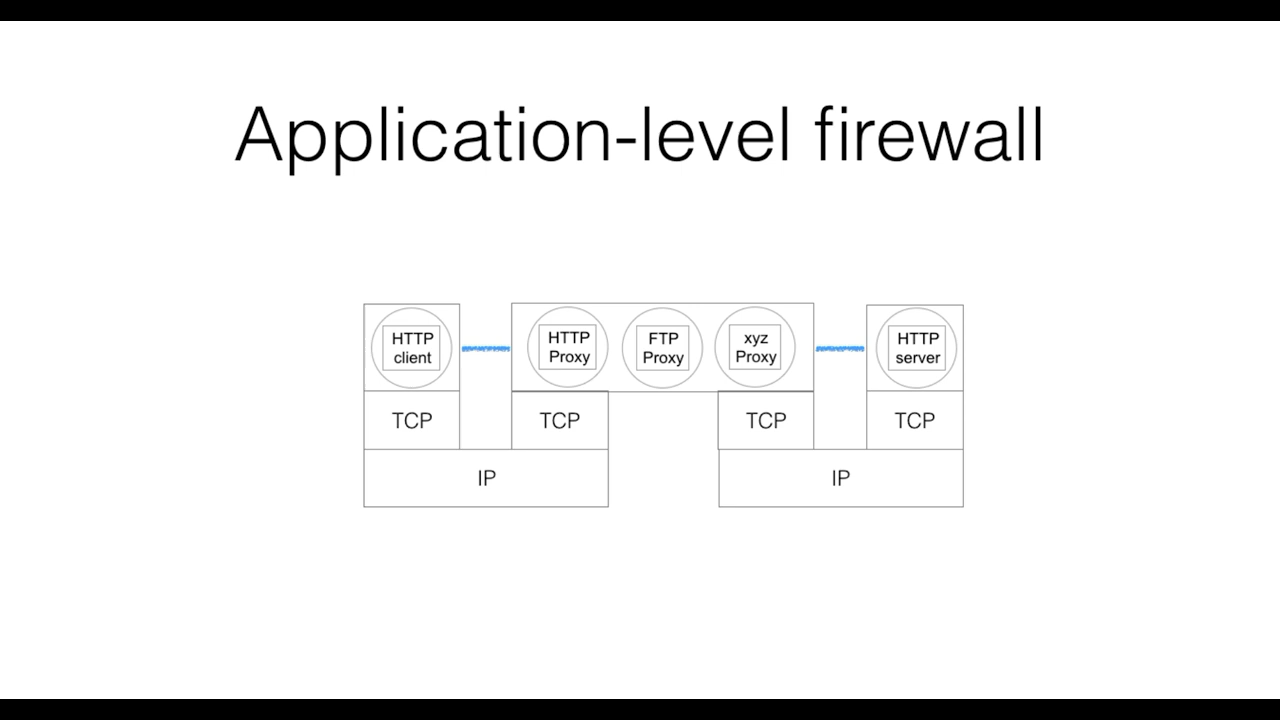 Application-level firewall
HTTP
client
HTTP
Proxy
FTP
Proxy
xyz
Proxy
HTTP
server
TCP
TCP
TCP
TCP
IP
IP